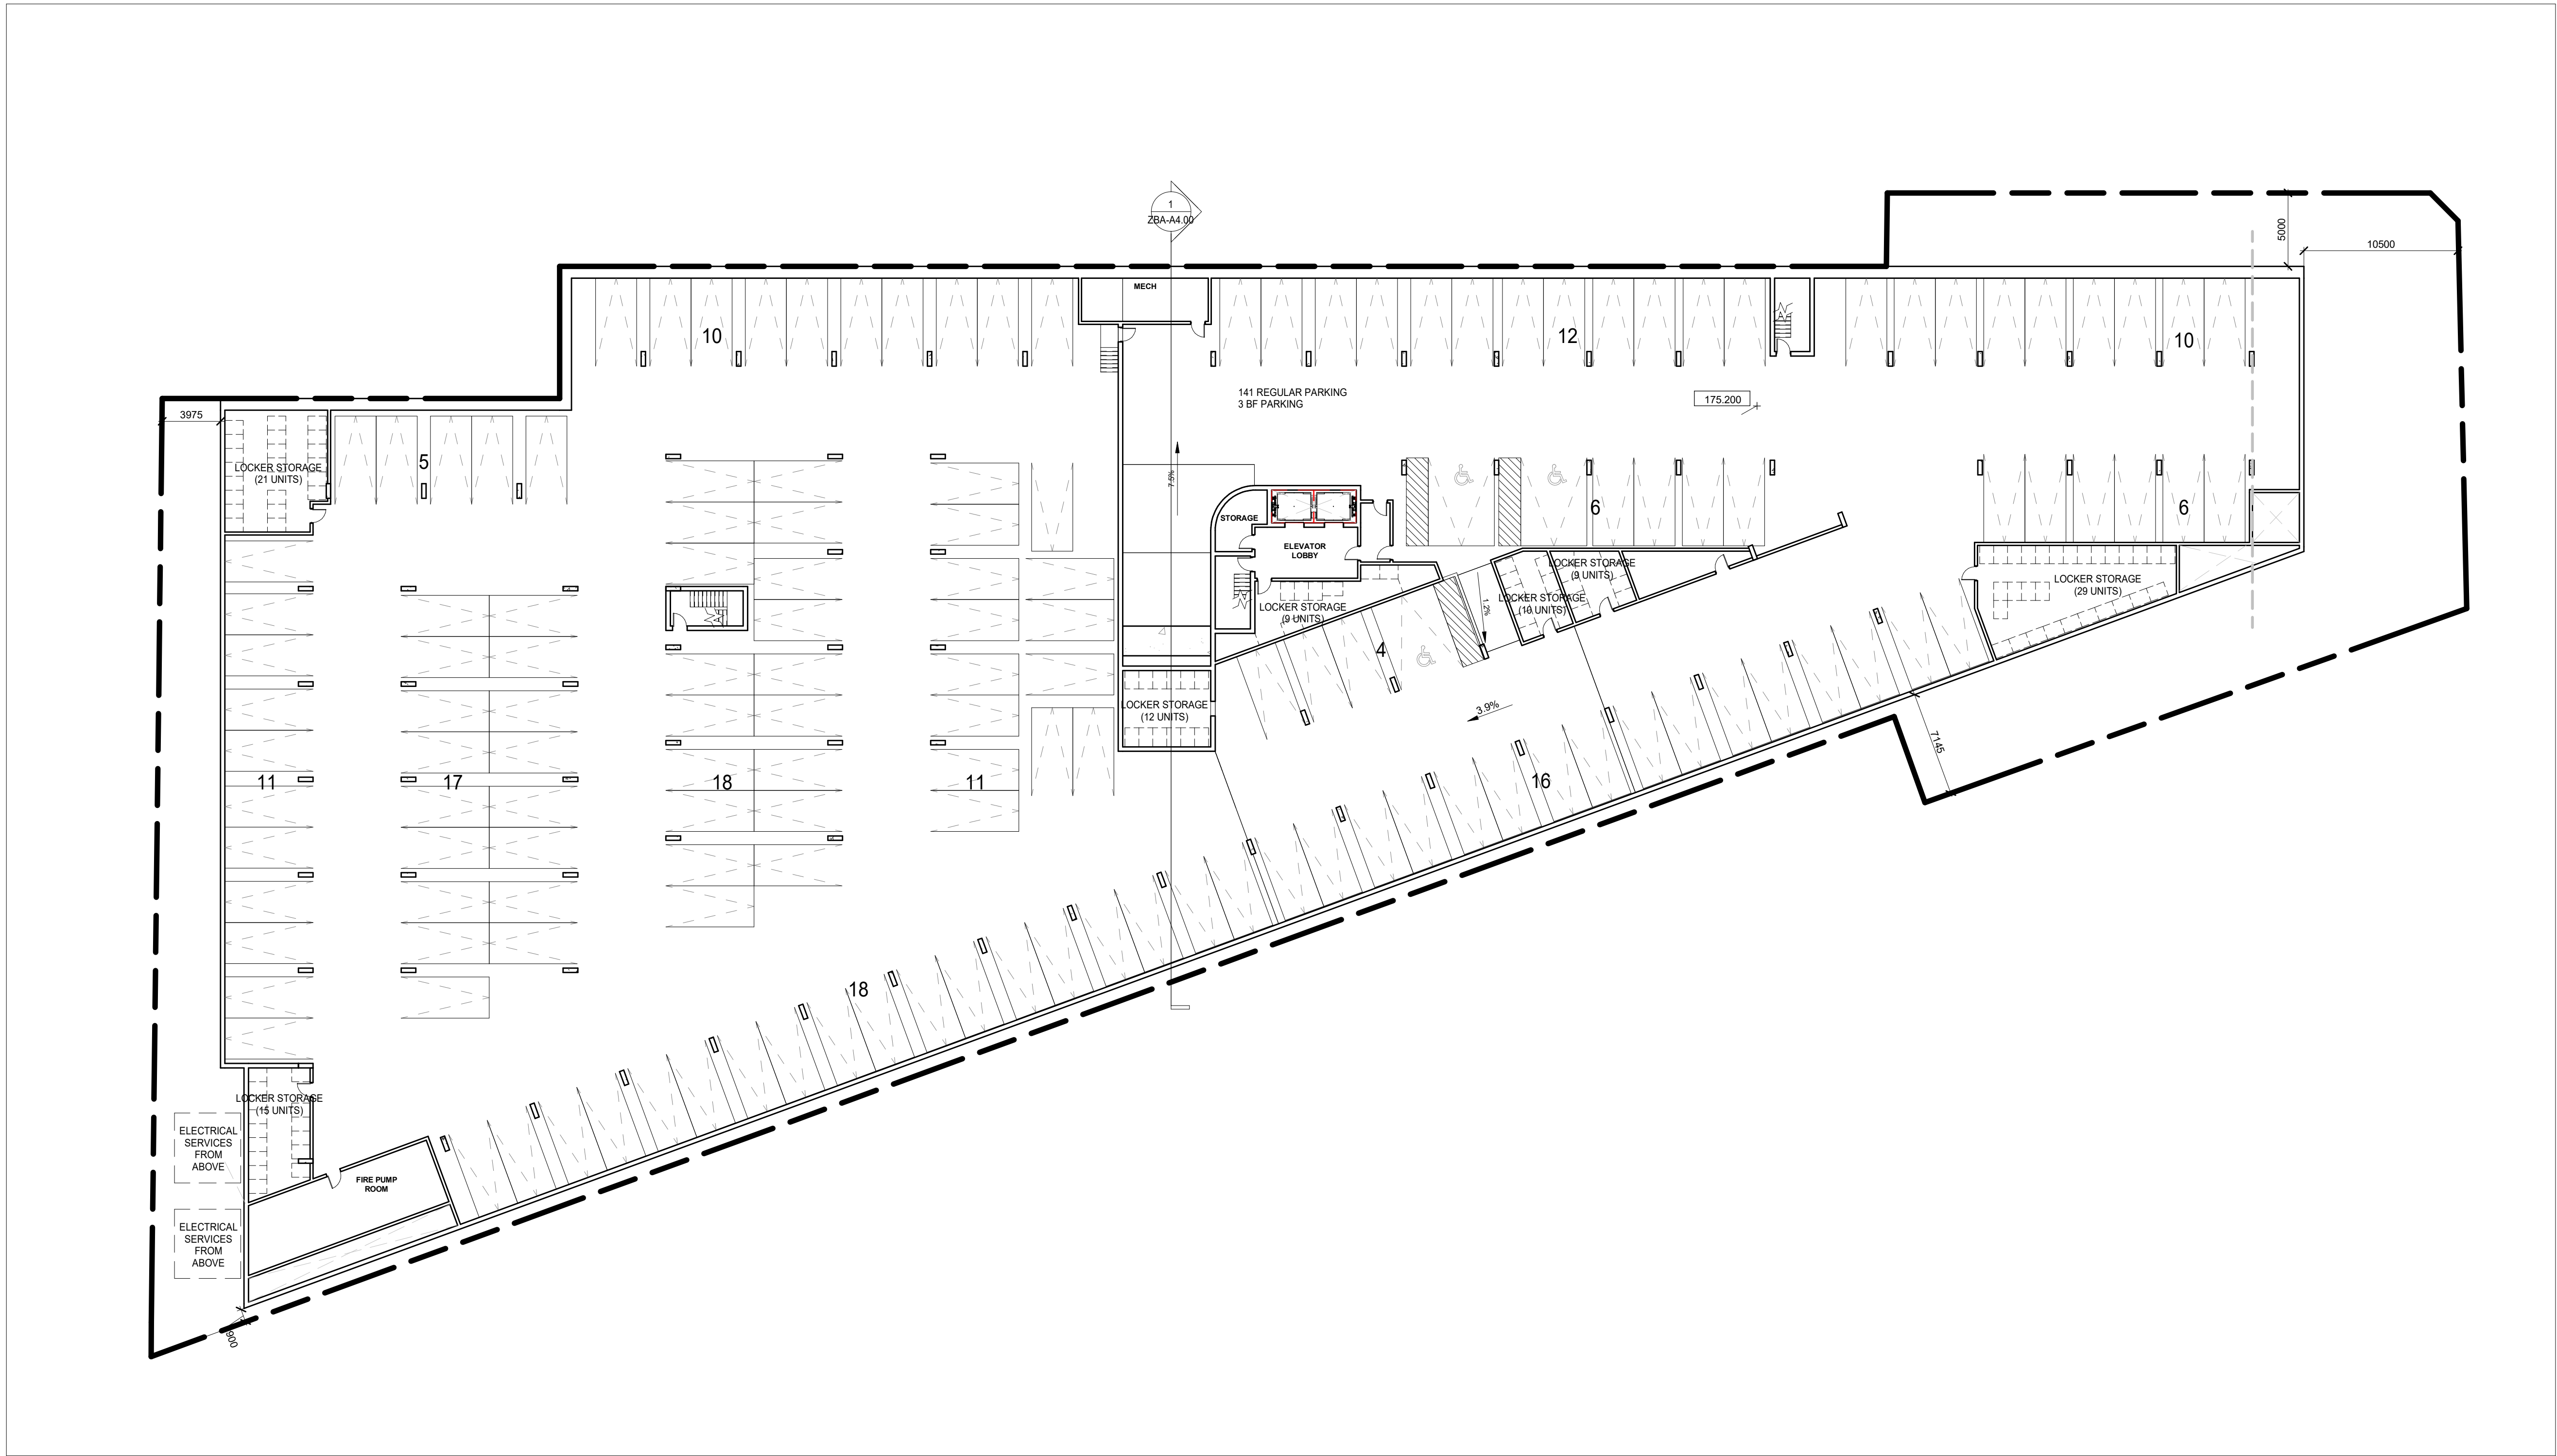 1
ZBA-A4.00
5000
10500
MECH
10
12
10
141 REGULAR PARKING
3 BF PARKING
175.200
3975
5
LOCKER STORAGE
(21 UNITS)
7.5%
STORAGE
ELEVATOR
LOBBY
6
6
LOCKER STORAGE
(9 UNITS)
LOCKER STORAGE
(10 UNITS)
LOCKER STORAGE
(29 UNITS)
LOCKER STORAGE
(9 UNITS)
1.2%
4
LOCKER STORAGE
(12 UNITS)
3.9%
7145
11
17
18
11
16
18
LOCKER STORAGE
(15 UNITS)
ELECTRICAL
SERVICES
FROM
ABOVE
FIRE PUMP
ROOM
ELECTRICAL
SERVICES
FROM
ABOVE